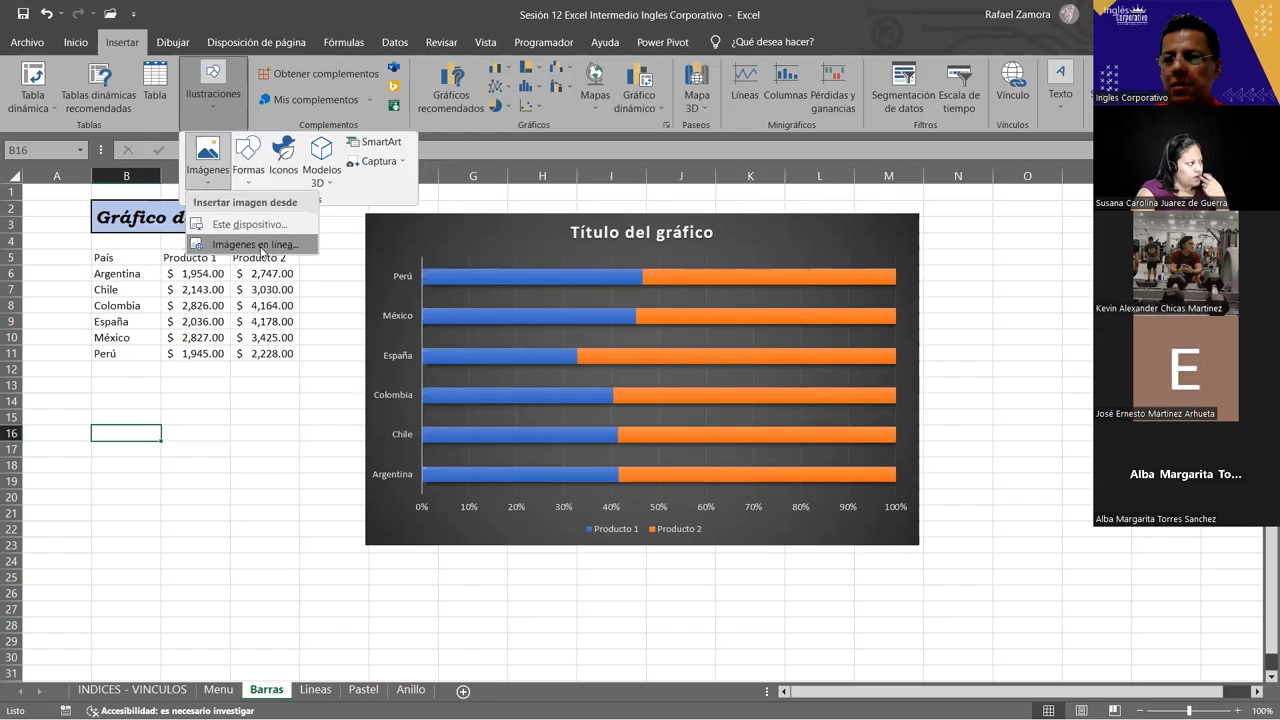 Sesión 12 Excel Intermedio Ingles Corporativo - Excel
Rafael Zamora
Archivo Inicio Insertar Dibujar Disposición de página Fórmulas Datos Revisar Vista Programador Ayuda Power Pivot ¿Qué desea hacer?
Tabla dinámica
Tablas dinámicas recomendadas
Tabla
Ilustraciones
Obtener complementos
Mis complementos
Gráficos recomendados
Mapas
Gráfico dinámico
Mapa 3D
Líneas
Columnas
Pérdidas y ganancias
Segmentación de datos
Escala de tiempo
Vínculo
Texto
Tablas
Complementos
Gráficos
Paseos
Minigráficos
Filtros
Vínculos
B16
Imágenes
Formas
Iconos
Modelos 3D
SmartArt
Captura
Insertar imagen desde
Este dispositivo...
Imágenes en línea...
A B G H I J K L M N O
1
2
3
4
5
6
7
8
9
10
11
12
13
14
15
16
17
18
19
20
21
22
23
24
25
26
27
28
29
30
31
Gráfico d
País Producto 1 Producto 2
Argentina $ 1,954.00 $ 2,747.00
Chile $ 2,143.00 $ 3,030.00
Colombia $ 2,826.00 $ 4,164.00
España $ 2,036.00 $ 4,178.00
México $ 2,827.00 $ 3,425.00
Perú $ 1,945.00 $ 2,228.00
Título del gráfico
Perú
México
España
Colombia
Chile
Argentina
0% 10% 20% 30% 40% 50% 60% 70% 80% 90% 100%
Producto 1 Producto 2
INDICES - VINCULOS Menu Barras Lineas Pastel Anillo
Listo
Accesibilidad: es necesario investigar
100%
Inglés Corporativo
Ingles Corporativo
Susana Carolina Juarez de Guerra
Kevin Alexander Chicas Martinez
E
José Ernesto Martinez Arhueta
Alba Margarita To...
Alba Margarita Torres Sanchez